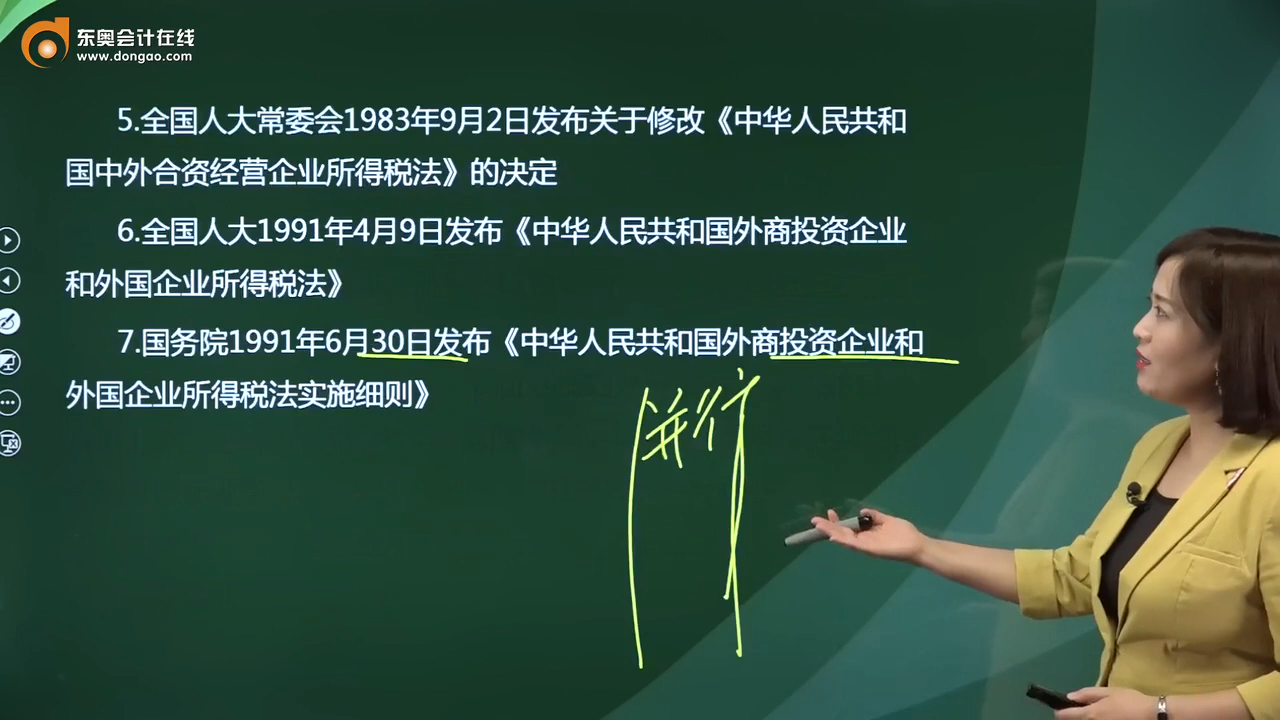 东奥会计在线
www.dongao.com
5.全国人大常委会1983年9月2日发布关于修改《中华人民共和
国中外合资经营企业所得税法》的决定
6.全国人大1991年4月9日发布《中华人民共和国外商投资企业
和外国企业所得税法》
7.国务院1991年6月30日发布《中华人民共和国外商投资企业和
外国企业所得税法实施细则》
并行